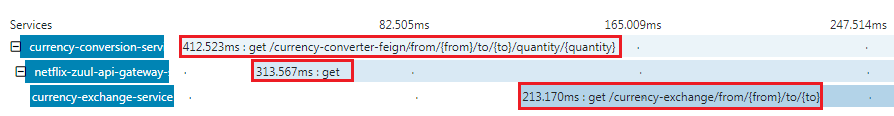 Services 82.505ms 165.009ms 247.514ms
currency-conversion-serv 412.523ms : get /currency-converter-feign/from/{from}/to/{to}/quantity/{quantity}
netflix-zuul-api-gateway- 313.567ms : get
currency-exchange-service 213.170ms : get /currency-exchange/from/{from}/to/{to}